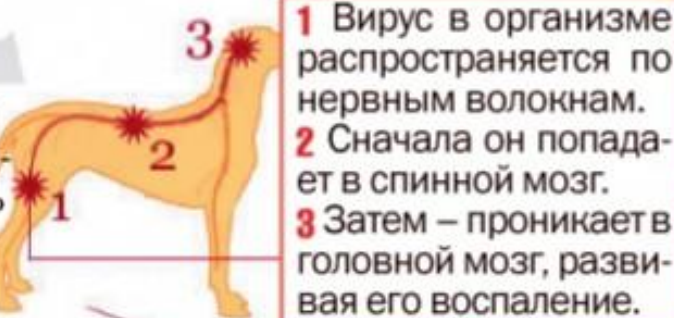 3
2
1
1 Вирус в организме
распространяется по
нервным волокнам.
2 Сначала он попада-
ет в спинной мозг.
3 Затем – проникает в
головной мозг, разви-
вая его воспаление.